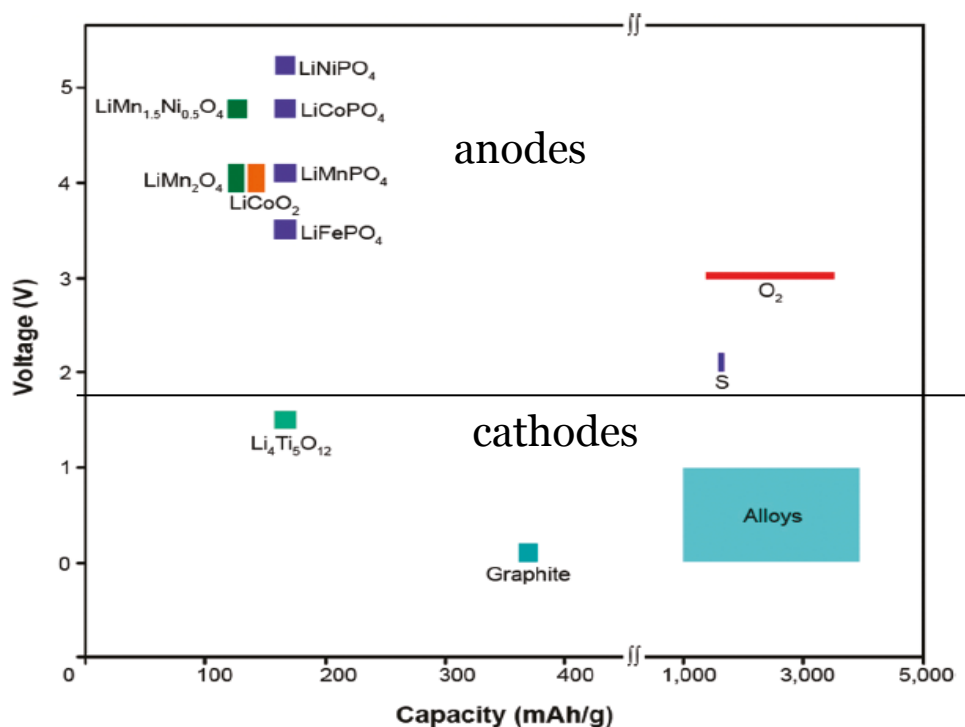 ∫∫
LiNiPO₄
5
LiMn₁.₅Ni₀.₅O₄
LiCoPO₄
anodes
4
LiMn₂O₄
LiMnPO₄
LiCoO₂
LiFePO₄
Voltage (V)
3
O₂
2
S
cathodes
Li₄Ti₅O₁₂
1
Alloys
0
Graphite
∫∫
0 100 200 300 400 1,000 3,000 5,000
Capacity (mAh/g)